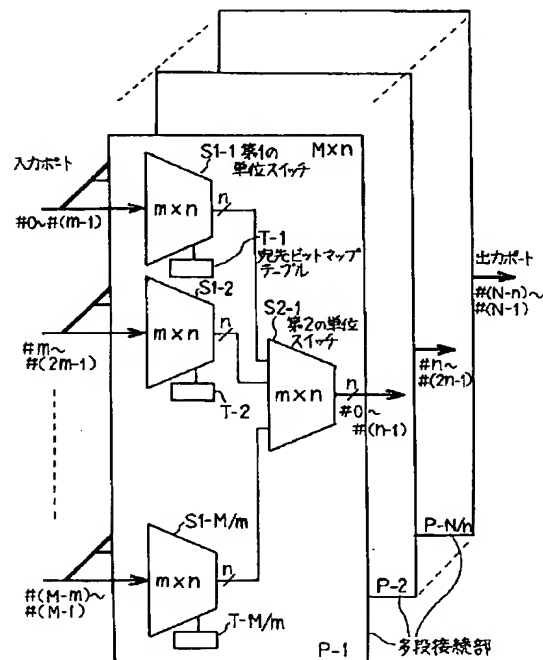 M×n
S1-1 第1の
単位スイッチ
入力ポート
m×n
n
#0~#(m-1)
T-1
宛先ビットマップ
テーブル
S1-2
出力ポート
#(N-n)~
#(N-1)
S2-1
第2の単位
スイッチ
m×n
n
#m~
#(2m-1)
m×n
n
#n~
#(2n-1)
T-2
#0~
#(n-1)
S1-M/m
P-N/n
m×n
n
#(M-m)~
#(M-1)
P-2
T-M/m
P-1
多段接続部